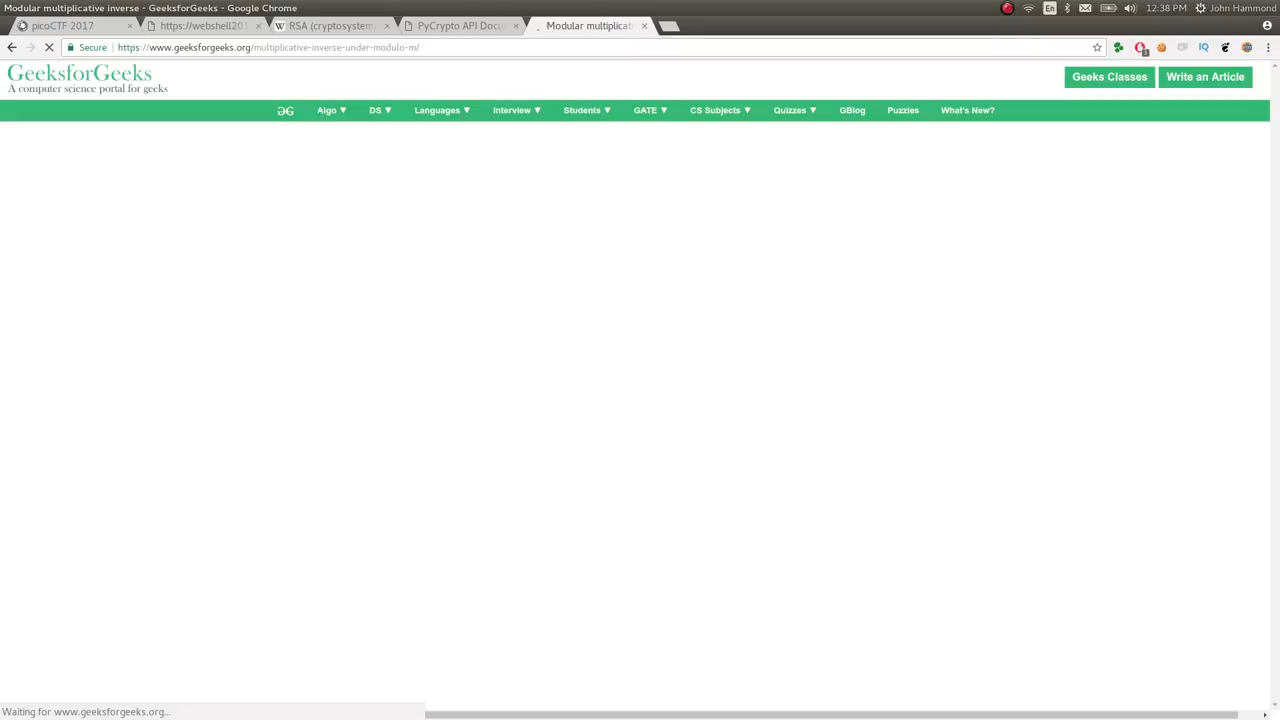 Modular multiplicative inverse - GeeksforGeeks - Google Chrome
En
12:38 PM
John Hammond
picoCTF 2017 ×
https://webshell201 ×
W RSA (cryptosystem) ×
PyCrypto API Docu ×
Modular multiplicati ×
Secure
https://www.geeksforgeeks.org/multiplicative-inverse-under-modulo-m/
IQ
GeeksforGeeks
A computer science portal for geeks
Geeks Classes
Write an Article
Algo ▼
DS ▼
Languages ▼
Interview ▼
Students ▼
GATE ▼
CS Subjects ▼
Quizzes ▼
GBlog
Puzzles
What's New?
Waiting for www.geeksforgeeks.org...